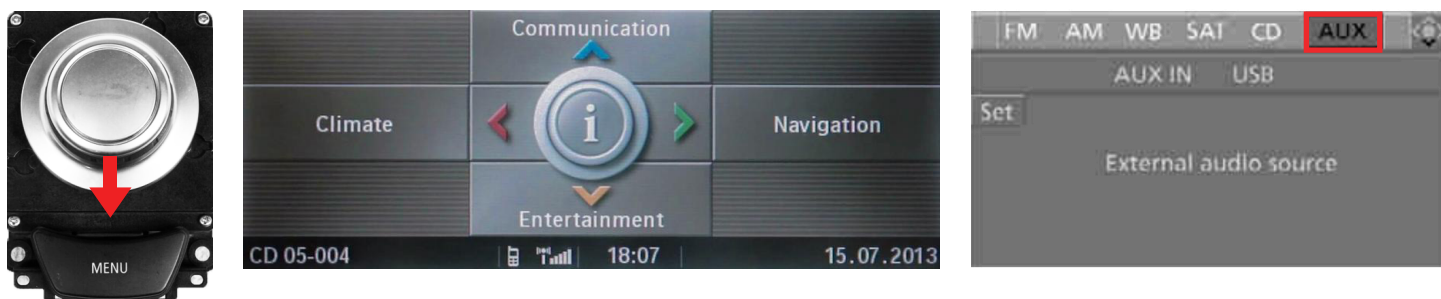 MENU
Communication
Climate
i
Navigation
Entertainment
CD 05-004
18:07
15.07.2013
FM AM WB SAT CD AUX
AUX IN USB
Set
External audio source